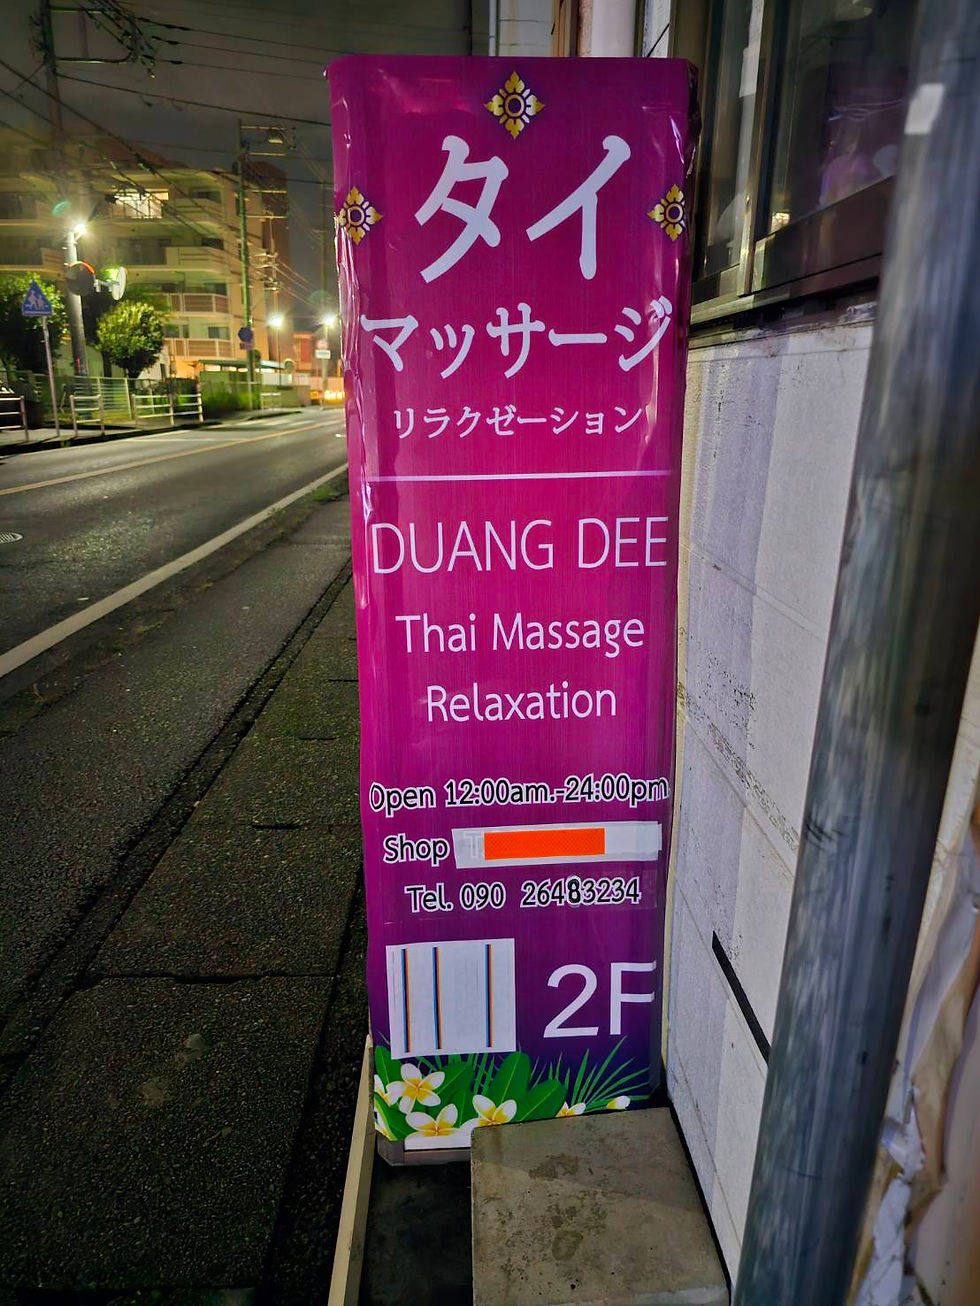 タイ
マッサージ
リラクゼーション
DUANG DEE
Thai Massage
Relaxation
Open 12:00am.-24:00pm.
Shop T
Tel. 090 26483234
2F